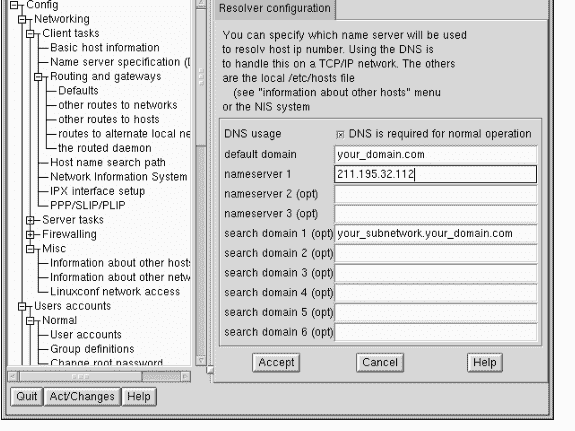 Config
Networking
Client tasks
Basic host information
Name server specification (
Routing and gateways
Defaults
other routes to networks
other routes to hosts
routes to alternate local ne
the routed daemon
Host name search path
Network Information System
IPX interface setup
PPP/SLIP/PLIP
Server tasks
Firewalling
Misc
Information about other host
Information about other netw
Linuxconf network access
Users accounts
Normal
User accounts
Group definitions
Change root password
Quit Act/Changes Help
Resolver configuration
You can specify which name server will be used
to resolv host ip number. Using the DNS is
to handle this on a TCP/IP network. The others
are the local /etc/hosts file
(see "information about other hosts" menu
or the NIS system
DNS usage DNS is required for normal operation
default domain your_domain.com
nameserver 1 211.195.32.112
nameserver 2 (opt)
nameserver 3 (opt)
search domain 1 (opt) your_subnetwork.your_domain.com
search domain 2 (opt)
search domain 3 (opt)
search domain 4 (opt)
search domain 5 (opt)
search domain 6 (opt)
Accept Cancel Help